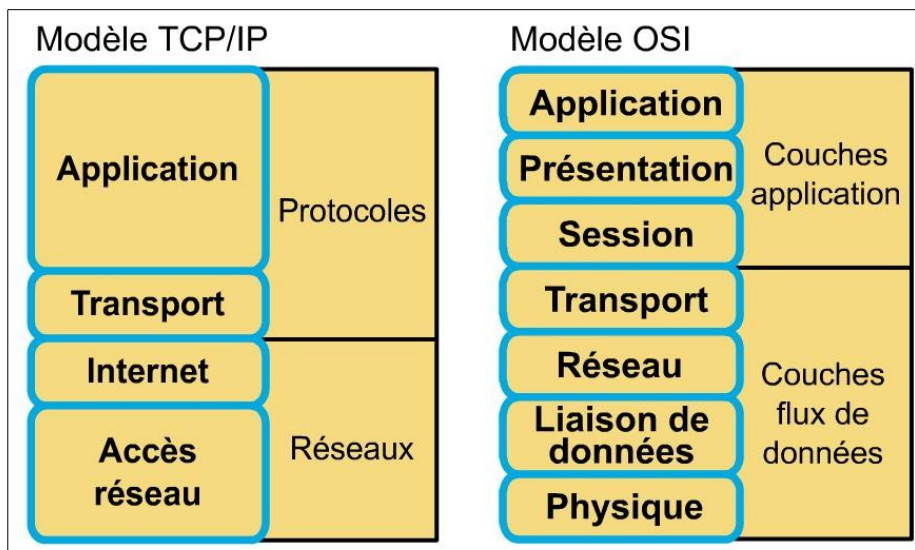 Modèle TCP/IP
Application
Transport
Internet
Accès
réseau
Protocoles
Réseaux
Modèle OSI
Application
Présentation
Session
Transport
Réseau
Liaison de
données
Physique
Couches
application
Couches
flux de
données